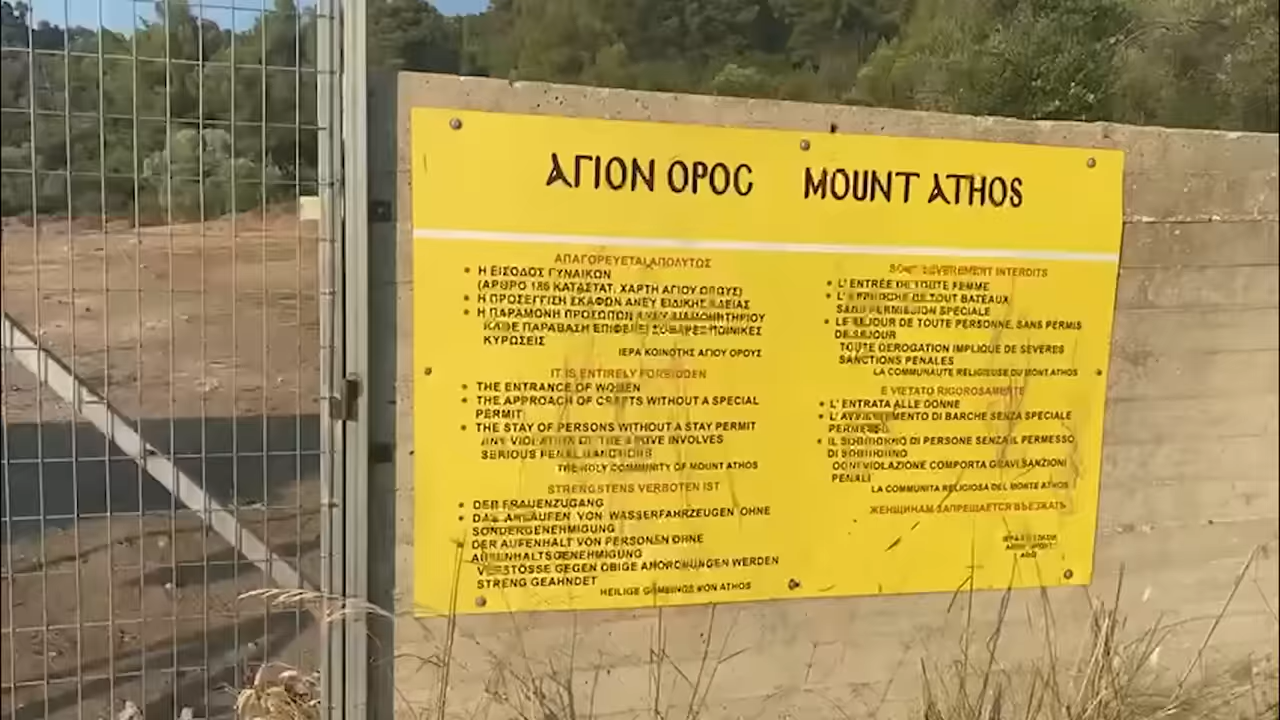 ΑΓΙΟΝ ΟΡΟC MOUNT ATHOS
ΑΠΑΓΟΡΕΥΕΤΑΙ ΑΠΟΛΥΤΩΣ
• Η ΕΙΣΟΔΟΣ ΓΥΝΑΙΚΩΝ
(ΑΡΘΡΟ 186 ΚΑΤΑΣΤΑΤ. ΧΑΡΤΗ ΑΓΙΟΥ ΟΡΟΥΣ)
• Η ΠΡΟΣΕΓΓΙΣΗ ΣΚΑΦΩΝ ΑΝΕΥ ΕΙΔΙΚΗΣ ΑΔΕΙΑΣ
• Η ΠΑΡΑΜΟΝΗ ΠΡΟΣΩΠΩΝ ΑΝΕΥ ΔΙΑΜΟΝΗΤΗΡΙΟΥ
ΚΑΘΕ ΠΑΡΑΒΑΣΗ ΕΠΙΦΕΡΕΙ ΣΟΒΑΡΕΣ ΠΟΙΝΙΚΕΣ
ΚΥΡΩΣΕΙΣ
ΙΕΡΑ ΚΟΙΝΟΤΗΣ ΑΓΙΟΥ ΟΡΟΥΣ
IT IS ENTIRELY FORBIDDEN
• THE ENTRANCE OF WOMEN
• THE APPROACH OF CRAFTS WITHOUT A SPECIAL
PERMIT
• THE STAY OF PERSONS WITHOUT A STAY PERMIT
ANY VIOLATION OF THE ABOVE INVOLVES
SERIOUS PENAL SANCTIONS
THE HOLY COMMUNITY OF MOUNT ATHOS
STRENGSTENS VERBOTEN IST
• DER FRAUENZUGANG
• DAS ANLAUFEN VON WASSERFAHRZEUGEN OHNE
SONDERGENEHMIGUNG
• DER AUFENHALT VON PERSONEN OHNE
AUFENHALTSGENEHMIGUNG
VERSTÖSSE GEGEN OBIGE ANORDNUNGEN WERDEN
STRENG GEAHNDET
HEILIGE VON ATHOS
SONT SEVEREMENT INTERDITS
• L' ENTRÉE DE TOUTE FEMME
• L' APPROCHE DE TOUT BATEAUX
SANS PERMISSION SPECIALE
• LE SEJOUR DE TOUTE PERSONNE, SANS PERMIS
DE SEJOUR
TOUTE DEROGATION IMPLIQUE DE SEVERES
SANCTIONS PENALES
LA COMMUNAUTE RELIGIEUSE DU MONT ATHOS
E VIETATO RIGOROSAMENTE
• L' ENTRATA ALLE DONNE
• L' DI BARCHE SENZA SPECIALE
PERMESSO
• IL SOGGIORNO DI PERSONE SENZA IL PERMESSO
DI SOGGIORNO
OGNI VIOLAZIONE COMPORTA GRAVI SANZIONI
PENALI
LA COMMUNITA RELIGIOSA DEL MONTE ATHOS
ЖЕНЩИНАМ ЗАПРЕЩАЕТСЯ ВЪЕЗЖАТЬ